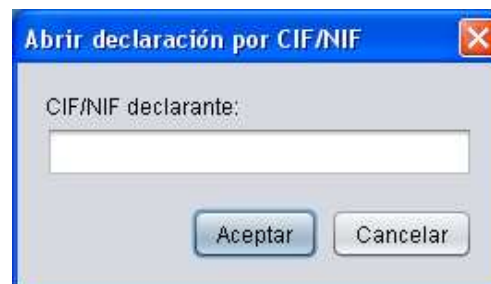 Abrir declaración por CIF/NIF
CIF/NIF declarante:
Aceptar
Cancelar